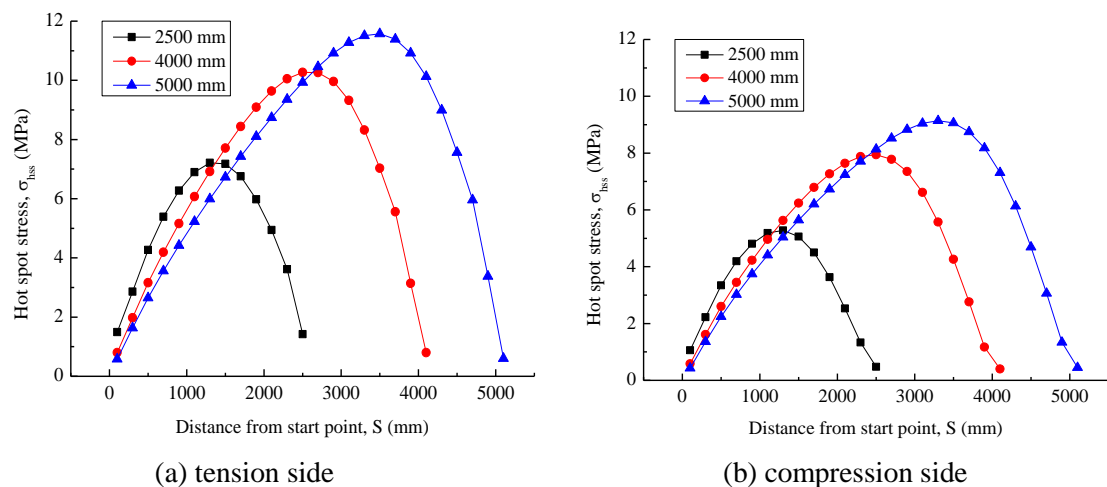 12
10
8
6
4
2
0
Hot spot stress, σhss (MPa)
2500 mm
4000 mm
5000 mm
0 1000 2000 3000 4000 5000
Distance from start point, S (mm)
(a) tension side
12
10
8
6
4
2
0
Hot spot stress, σhss (MPa)
2500 mm
4000 mm
5000 mm
0 1000 2000 3000 4000 5000
Distance from start point, S (mm)
(b) compression side